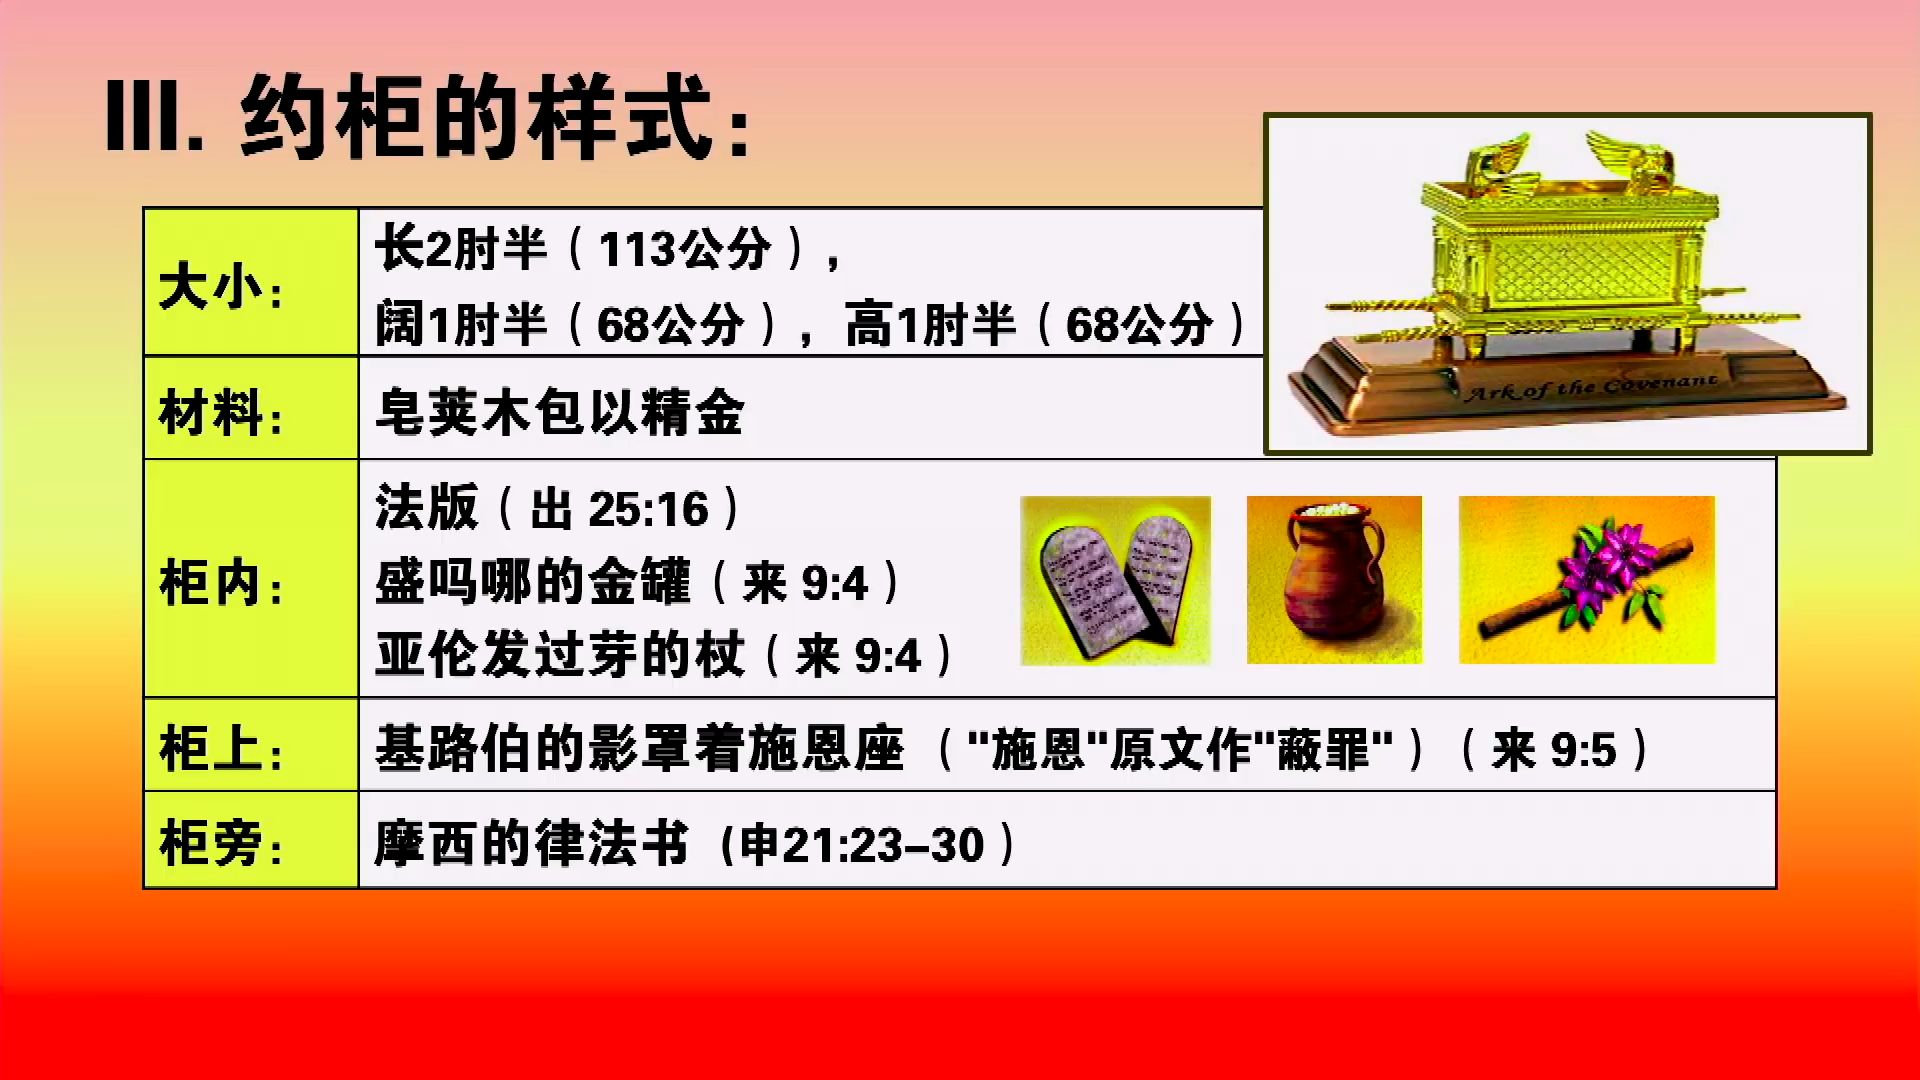 III. 约柜的样式：
大小：
长2肘半（113公分），
阔1肘半（68公分），高1肘半（68公分）
材料：
皂荚木包以精金
柜内：
法版（出 25:16）
盛吗哪的金罐（来 9:4）
亚伦发过芽的杖（来 9:4）
柜上：
基路伯的影罩着施恩座 （"施恩"原文作"蔽罪"）（来 9:5）
柜旁：
摩西的律法书 (申21:23-30）
Ark of the Covenant